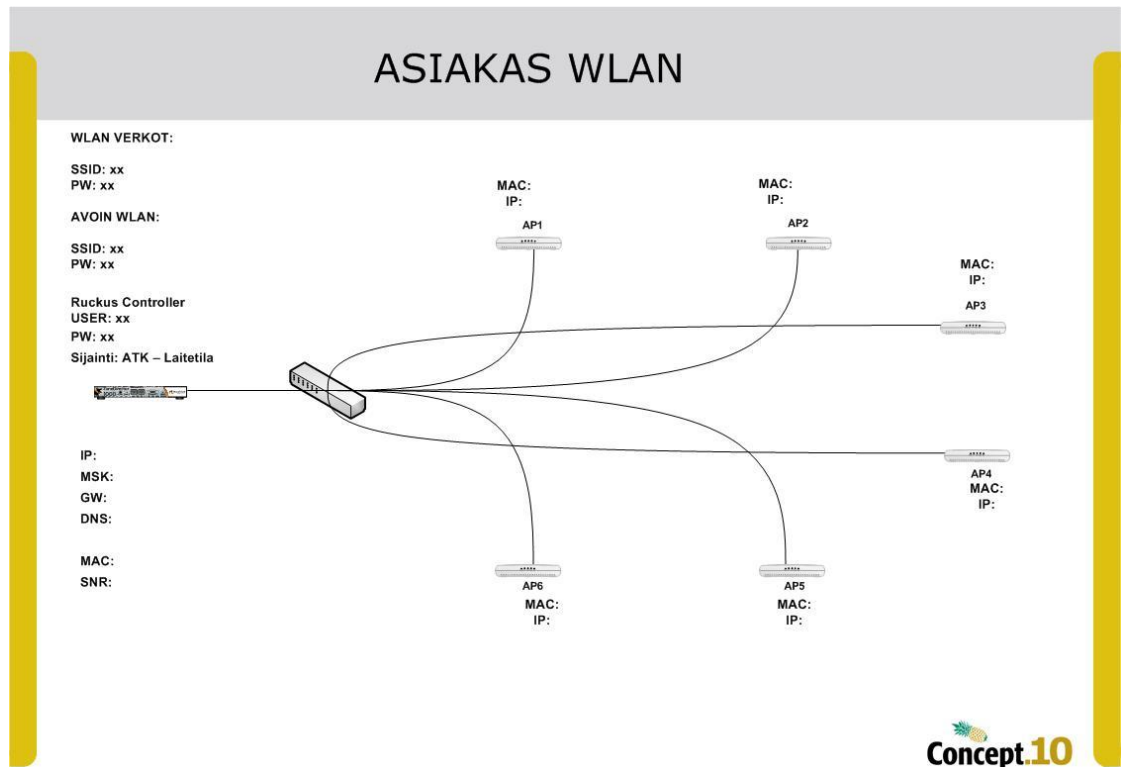 ASIAKAS WLAN
WLAN VERKOT:
SSID: xx
PW: xx
AVOIN WLAN:
SSID: xx
PW: xx
Ruckus Controller
USER: xx
PW: xx
Sijainti: ATK – Laitetila
IP:
MSK:
GW:
DNS:
MAC:
SNR:
MAC:
IP:
AP1
MAC:
IP:
AP2
MAC:
IP:
AP3
AP4
MAC:
IP:
AP5
MAC:
IP:
AP6
MAC:
IP:
Concept.10